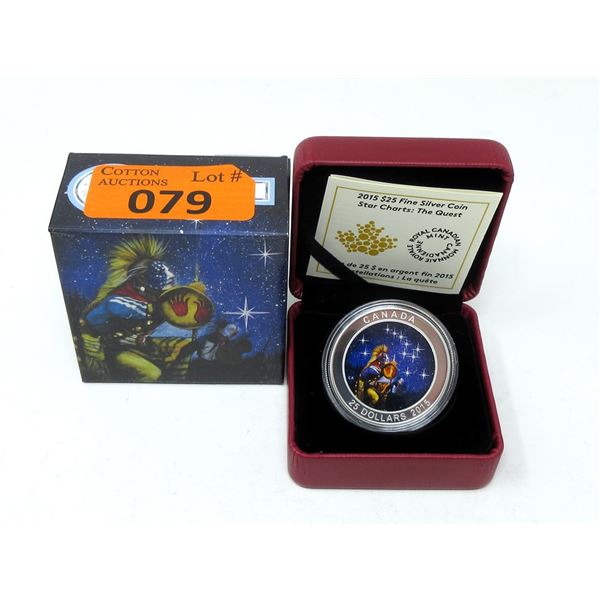 COTTON
AUCTIONS
Lot #
079
2015 $25 Fine Silver Coin
Star Charts: The Quest
ROYAL CANADIAN MINT
MONNAIE ROYALE CANADIENNE
de 25 $ en argent fin 2015
: La quête
CANADA
25 DOLLARS 2015